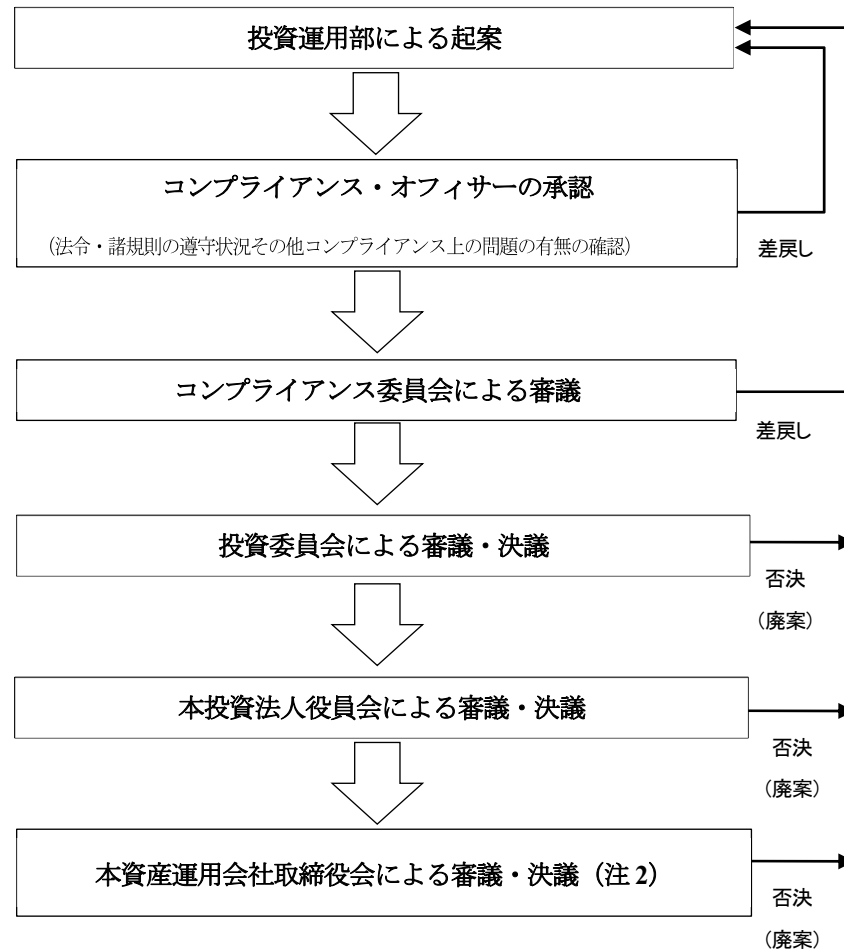 投資運用部による起案
コンプライアンス・オフィサーの承認
(法令・諸規則の遵守状況その他コンプライアンス上の問題の有無の確認)
差戻し
コンプライアンス委員会による審議
差戻し
投資委員会による審議・決議
否決
(廃案)
本投資法人役員会による審議・決議
否決
(廃案)
本資産運用会社取締役会による審議・決議（注 2）
否決
(廃案)